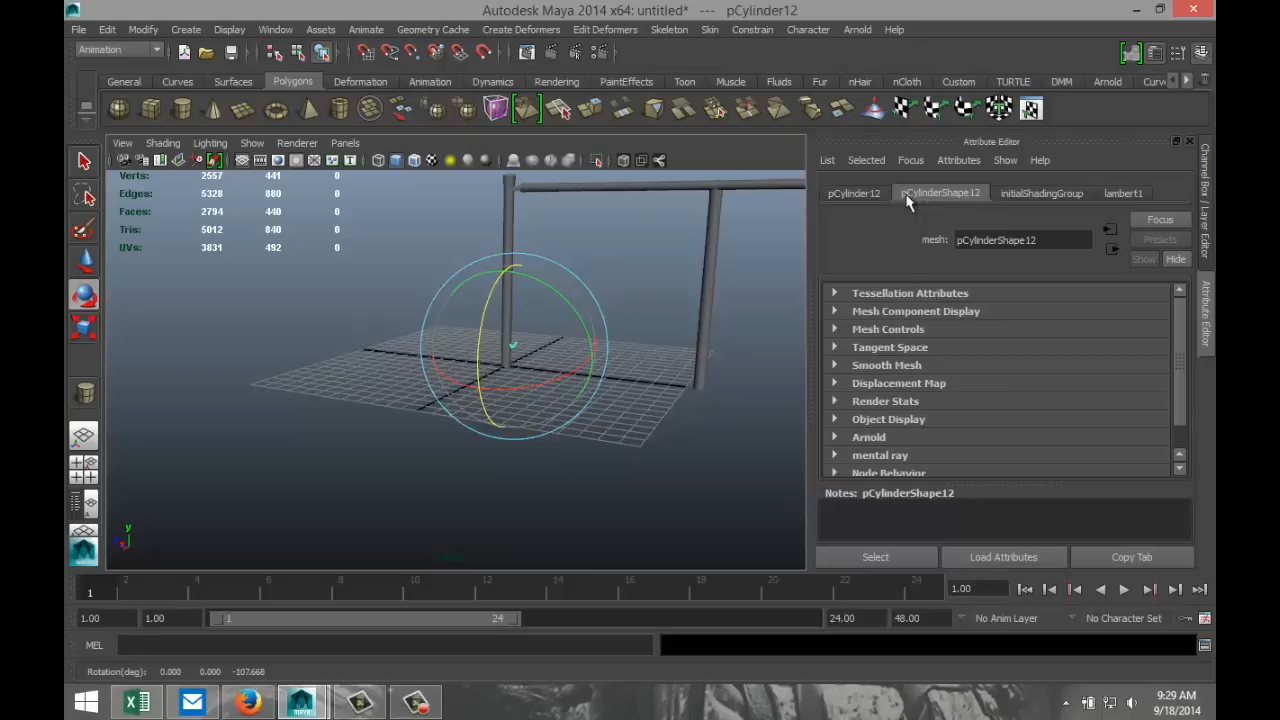 Autodesk Maya 2014 x64: untitled*   ---   pCylinder12
File Edit Modify Create Display Window Assets Animate Geometry Cache Create Deformers Edit Deformers Skeleton Skin Constrain Character Arnold Help
Animation
General Curves Surfaces Polygons Deformation Animation Dynamics Rendering PaintEffects Toon Muscle Fluids Fur nHair nCloth Custom TURTLE DMM Arnold Curv
View Shading Lighting Show Renderer Panels
Verts: 2557 441 0
Edges: 5328 880 0
Faces: 2794 440 0
Tris: 5012 840 0
UVs: 3831 492 0
y
Attribute Editor
List Selected Focus Attributes Show Help
pCylinder12 pCylinderShape12 initialShadingGroup lambert1
Focus
Presets
mesh: pCylinderShape12
Show Hide
Tessellation Attributes
Mesh Component Display
Mesh Controls
Tangent Space
Smooth Mesh
Displacement Map
Render Stats
Object Display
Arnold
mental ray
Node Behavior
Notes: pCylinderShape12
Select Load Attributes Copy Tab
Channel Box / Layer Editor
Attribute Editor
2 4 6 8 10 12 14 16 18 20 22 24
1
1.00
1.00 1.00 1 24 24.00 48.00 No Anim Layer No Character Set
MEL
Rotation(deg): 0.000 0.000 -107.668
9:29 AM
9/18/2014